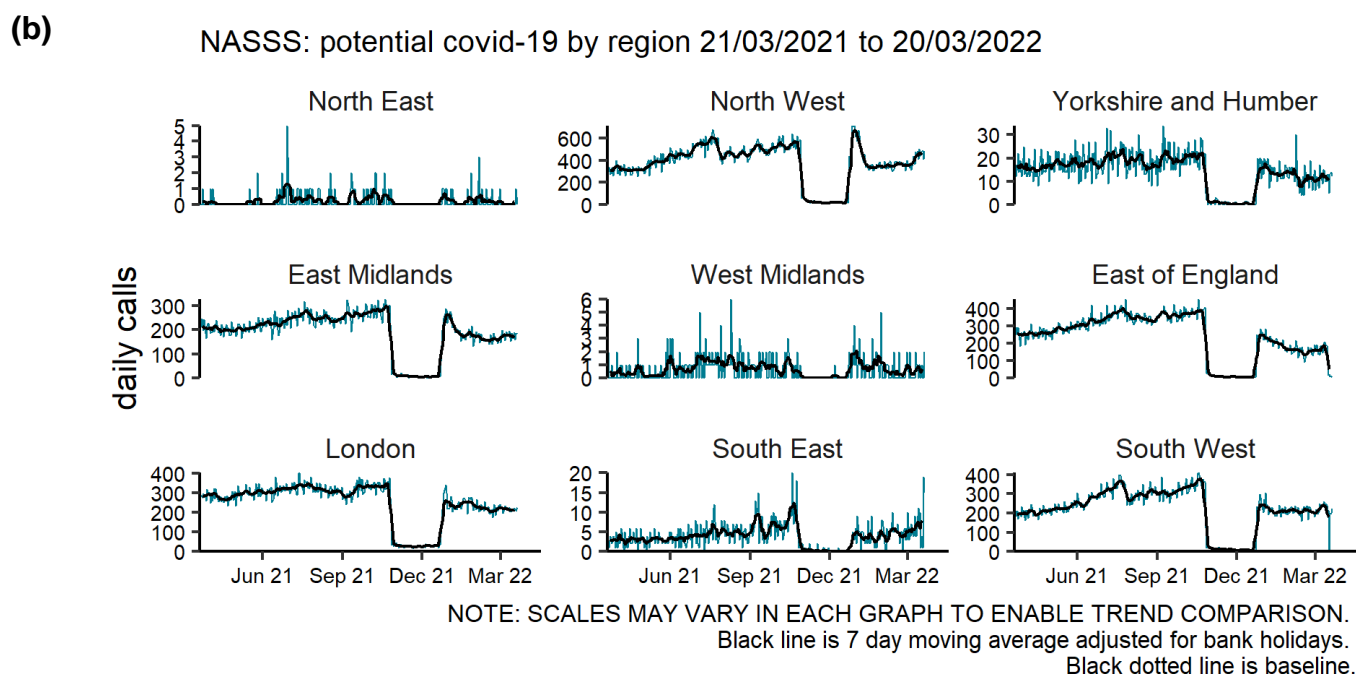 (b)
NASSS: potential covid-19 by region 21/03/2021 to 20/03/2022
daily calls
North East
5
4
3
2
1
0
North West
600
400
200
0
Yorkshire and Humber
30
20
10
0
East Midlands
300
200
100
0
West Midlands
6
5
4
3
2
1
0
East of England
400
300
200
100
0
London
400
300
200
100
0
South East
20
15
10
5
0
South West
400
300
200
100
0
Jun 21 Sep 21 Dec 21 Mar 22
Jun 21 Sep 21 Dec 21 Mar 22
Jun 21 Sep 21 Dec 21 Mar 22
NOTE: SCALES MAY VARY IN EACH GRAPH TO ENABLE TREND COMPARISON.
Black line is 7 day moving average adjusted for bank holidays.
Black dotted line is baseline.